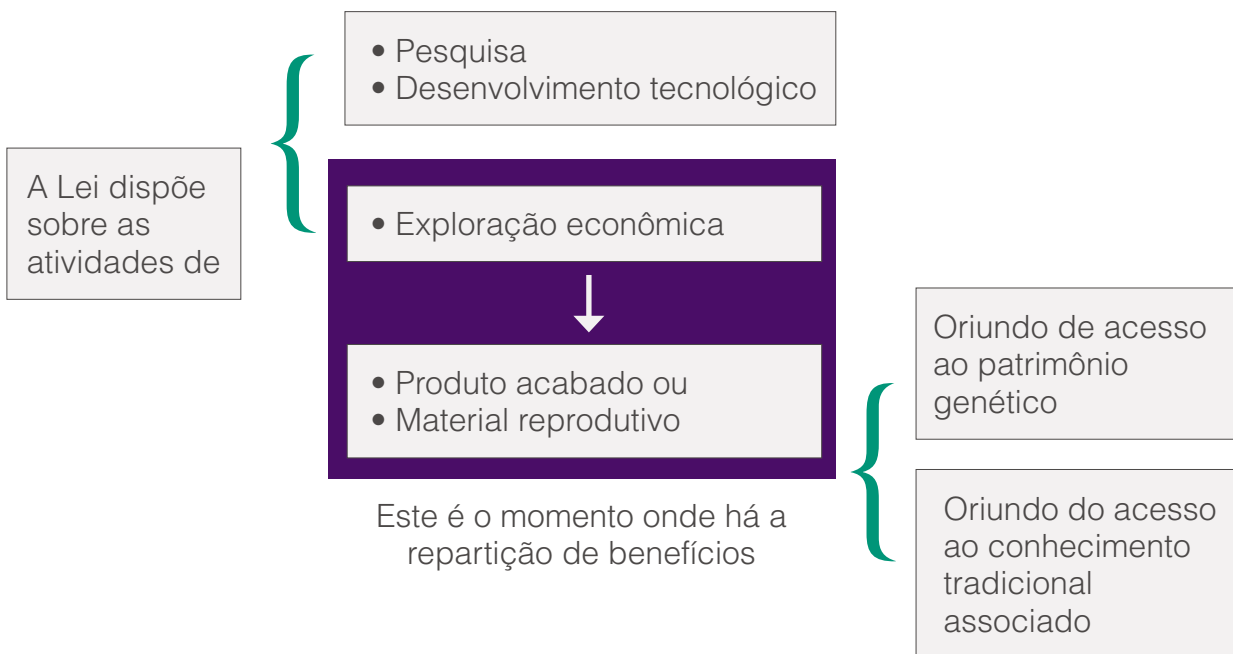 A Lei dispõe
sobre as
atividades de
• Pesquisa
• Desenvolvimento tecnológico
• Exploração econômica
• Produto acabado ou
• Material reprodutivo
Este é o momento onde há a
repartição de benefícios
Oriundo de acesso
ao patrimônio
genético
Oriundo do acesso
ao conhecimento
tradicional
associado